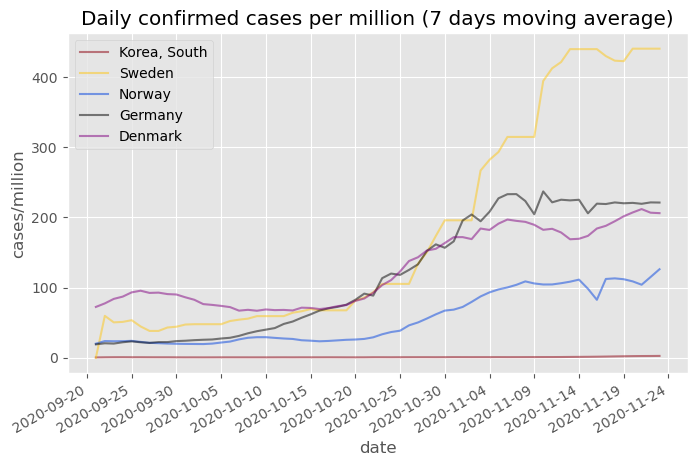 Daily confirmed cases per million (7 days moving average)
Korea, South
Sweden
Norway
Germany
Denmark
cases/million
400
300
200
100
0
2020-09-20
2020-09-25
2020-09-30
2020-10-05
2020-10-10
2020-10-15
2020-10-20
2020-10-25
2020-10-30
2020-11-04
2020-11-09
2020-11-14
2020-11-19
2020-11-24
date